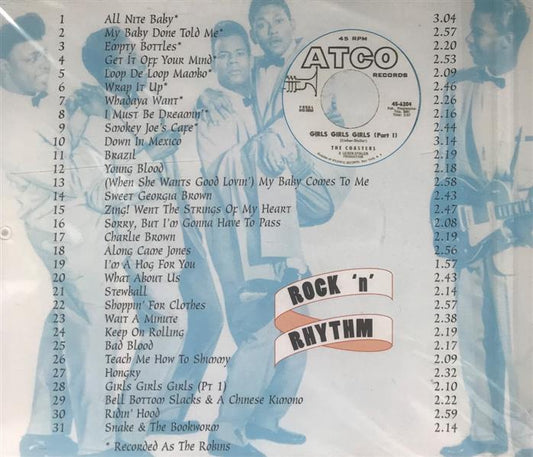 1 All Nite Baby* 3.04
2 My Baby Done Told Me* 2.57
3 Empty Bottles* 2.20
4 Get It Off Your Mind* 2.53
5 Loop De Loop Mambo* 2.09
6 Wrap It Up* 2.46
7 Whadaya Want* 2.26
8 I Must Be Dreamin'* 2.16
9 Smokey Joe's Cafe* 2.44
10 Down In Mexico 3.14
11 Brazil 2.19
12 Young Blood 2.18
13 (When She Wants Good Lovin') My Baby Comes To Me 2.58
14 Sweet Georgia Brown 2.43
15 Zing! Went The Strings Of My Heart 2.47
16 Sorry, But I'm Gonna Have To Pass 2.08
17 Charlie Brown 2.19
18 Along Came Jones 2.56
19 I'm A Hog For You 1.57
20 What About Us 2.43
21 Stewball 2.14
22 Shoppin' For Clothes 2.57
23 Wait A Minute 2.38
24 Keep On Rolling
25 Bad Blood 2.17
26 Teach Me How To Shimmy 2.09
27 Hongry 2.32
28 Girls Girls Girls (Pt 1) 2.10
29 Bell Bottom Slacks & A Chinese Kimono 2.22
30 Ridin' Hood 2.59
31 Snake & The Bookworm 2.14
* Recorded As The Robins
45 RPM
ATCO
RECORDS
45-6204
GIRLS GIRLS GIRLS (Part 1)
(Leiber-Stoller)
THE COASTERS
A LEIBER-STOLLER
PRODUCTION
ROCK 'n'
RHYTHM